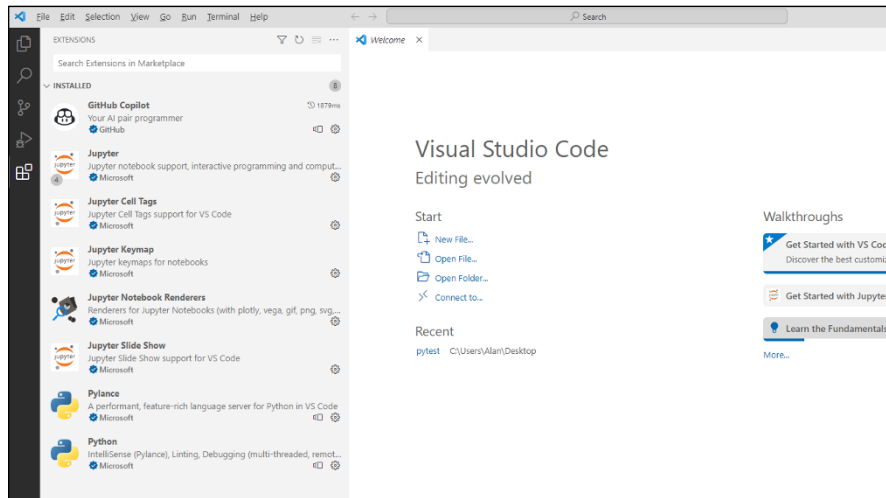 File Edit Selection View Go Run Terminal Help
Search
EXTENSIONS
Search Extensions in Marketplace
INSTALLED
8
GitHub Copilot
1879ms
Your AI pair programmer
GitHub
Jupyter
Jupyter notebook support, interactive programming and comput...
4
Microsoft
Jupyter Cell Tags
Jupyter Cell Tags support for VS Code
Microsoft
Jupyter Keymap
Jupyter keymaps for notebooks
Microsoft
Jupyter Notebook Renderers
Renderers for Jupyter Notebooks (with plotly, vega, gif, png, svg,...
Microsoft
Jupyter Slide Show
Jupyter Slide Show support for VS Code
Microsoft
Pylance
A performant, feature-rich language server for Python in VS Code
Microsoft
Python
IntelliSense (Pylance), Linting, Debugging (multi-threaded, remot...
Microsoft
Welcome
Visual Studio Code
Editing evolved
Start
New File...
Open File...
Open Folder...
Connect to...
Recent
pytest C:\Users\Alan\Desktop
Walkthroughs
Get Started with VS Cod
Discover the best customiz
Get Started with Jupyter
Learn the Fundamentals
More...